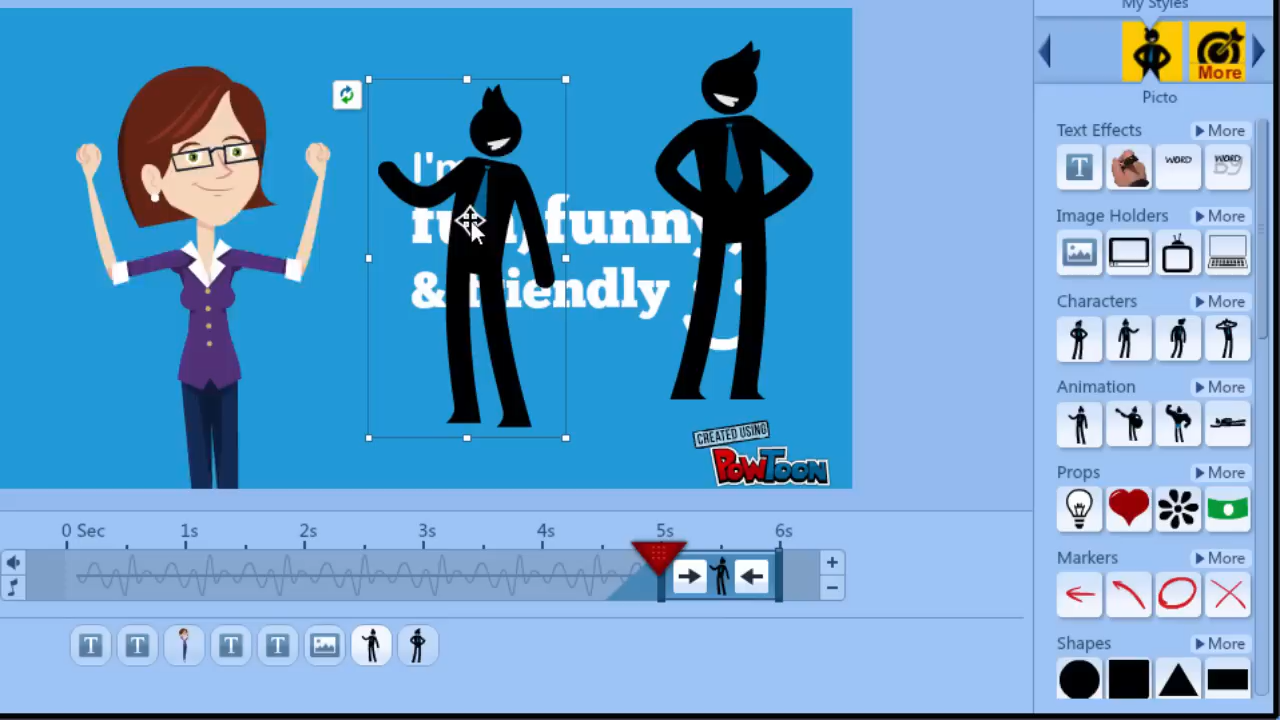 My Styles
More
Picto
Text Effects
More
T
WORD
WORD
Image Holders
More
Characters
More
Animation
More
Props
More
Markers
More
Shapes
More
I'm
funny,
& friendly
CREATED USING
POWTOON
0 Sec 1s 2s 3s 4s 5s 6s
T T T T